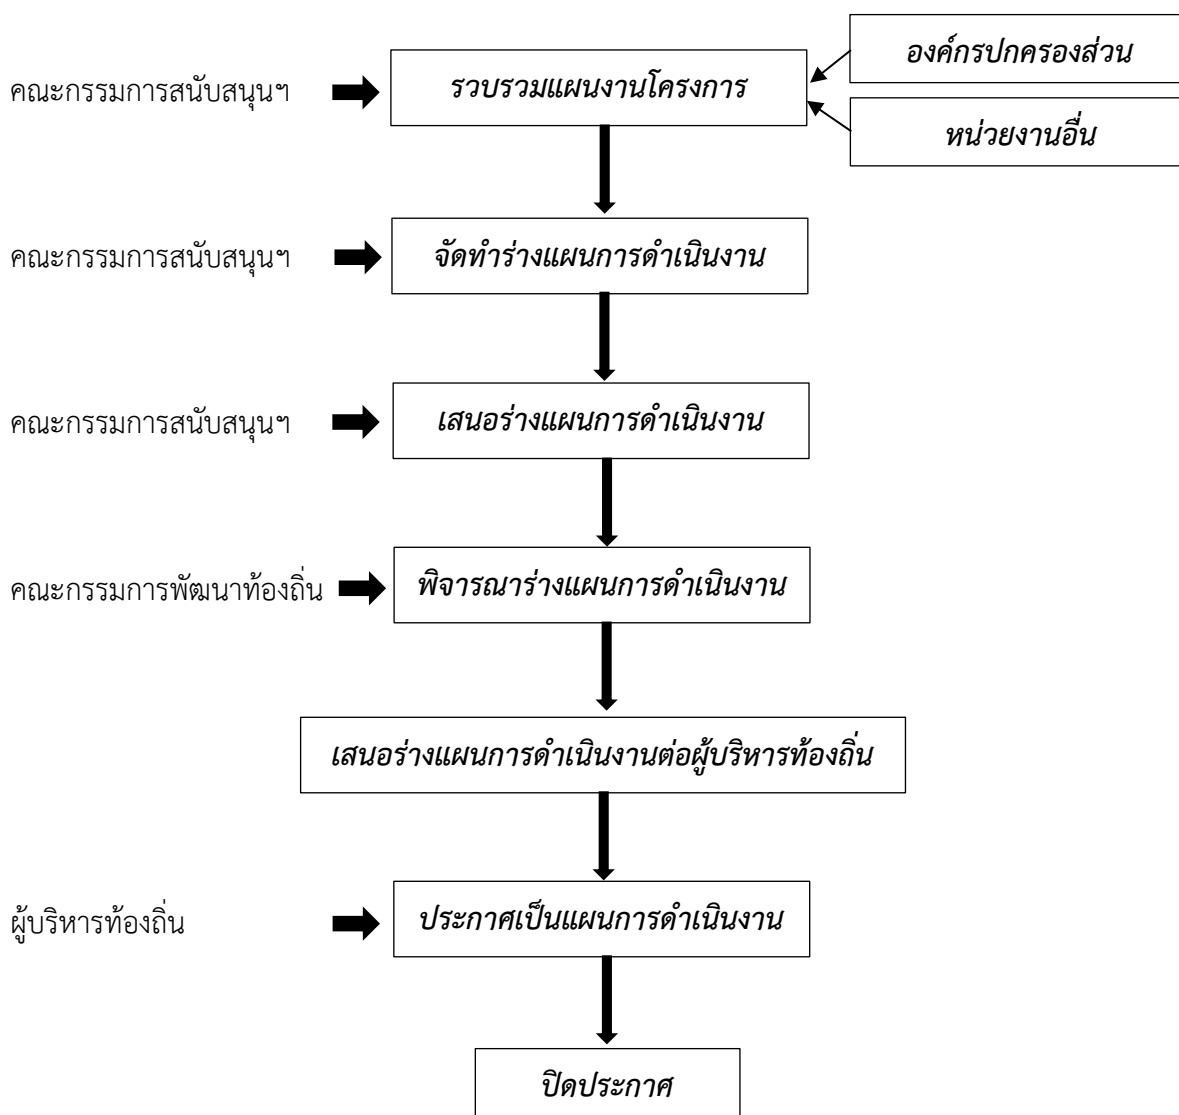 องค์กรปกครองส่วน
คณะกรรมการสนับสนุนฯ
รวบรวมแผนงานโครงการ
หน่วยงานอื่น
คณะกรรมการสนับสนุนฯ
จัดทำร่างแผนการดำเนินงาน
คณะกรรมการสนับสนุนฯ
เสนอร่างแผนการดำเนินงาน
คณะกรรมการพัฒนาท้องถิ่น
พิจารณาร่างแผนการดำเนินงาน
เสนอร่างแผนการดำเนินงานต่อผู้บริหารท้องถิ่น
ผู้บริหารท้องถิ่น
ประกาศเป็นแผนการดำเนินงาน
ปิดประกาศ